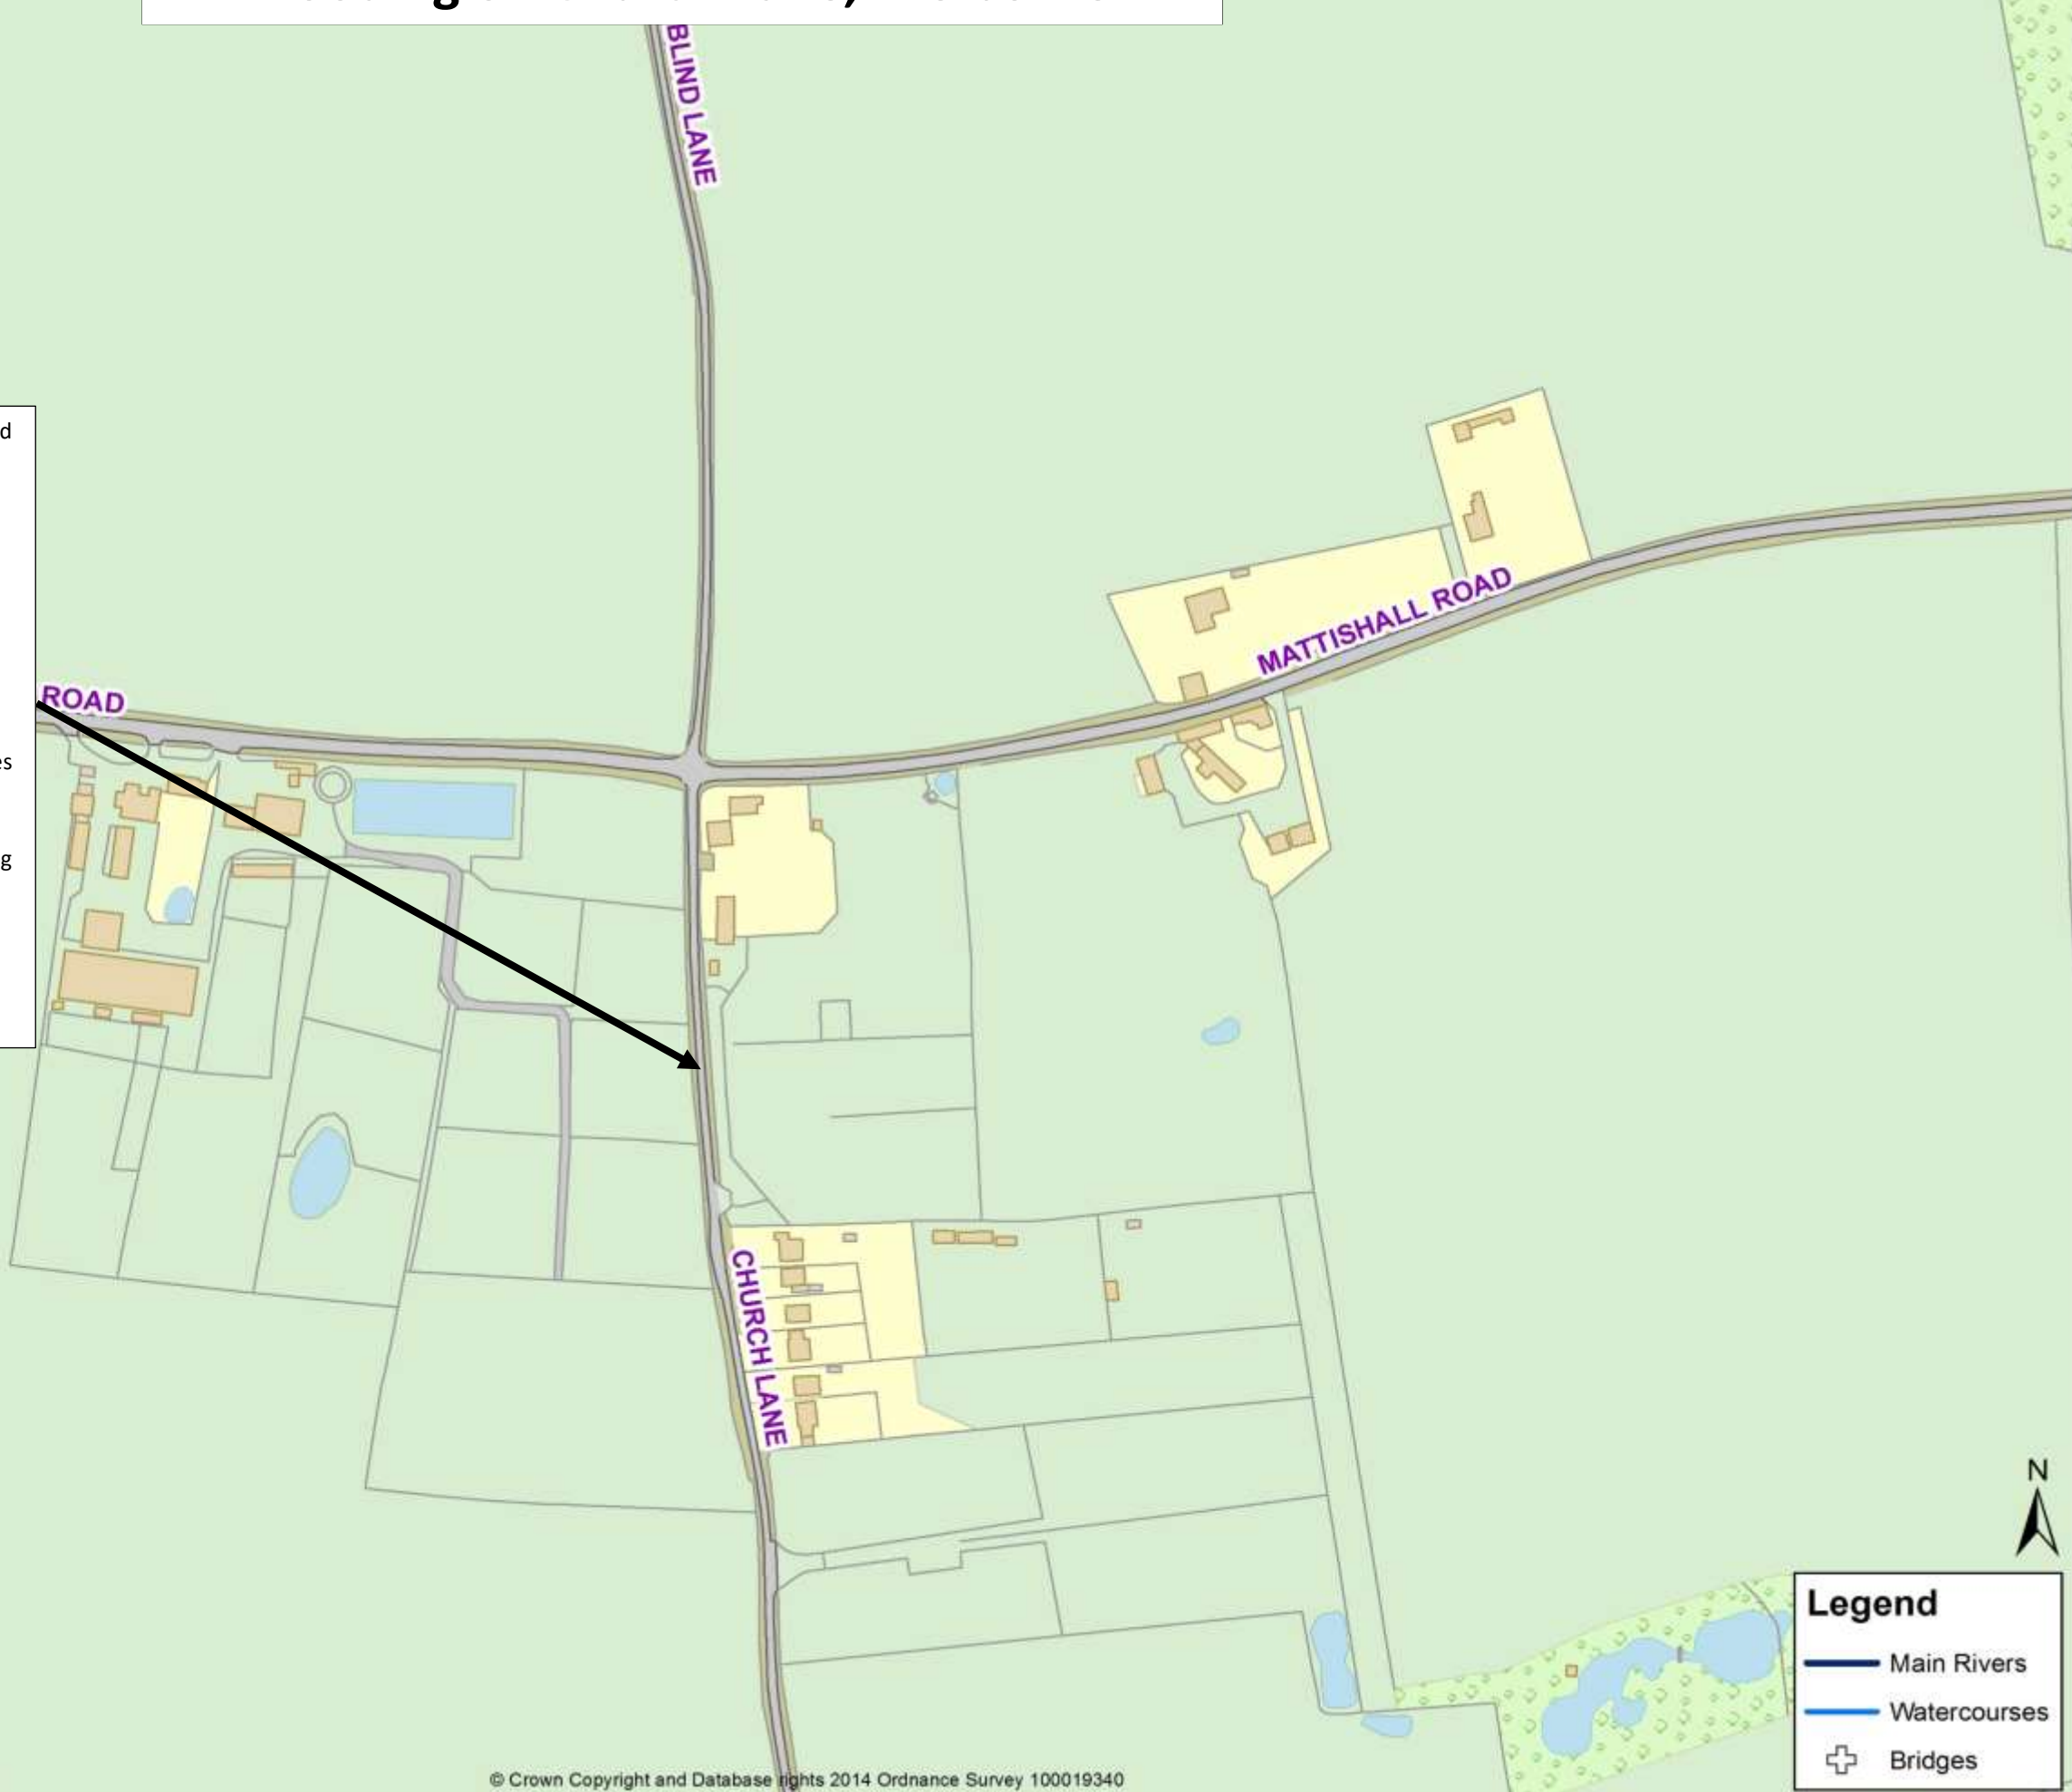 BLIND LANE
d
MATTISHALL ROAD
ROAD
es
g
CHURCH LANE
N
Legend
Main Rivers
Watercourses
Bridges
© Crown Copyright and Database rights 2014 Ordnance Survey 100019340